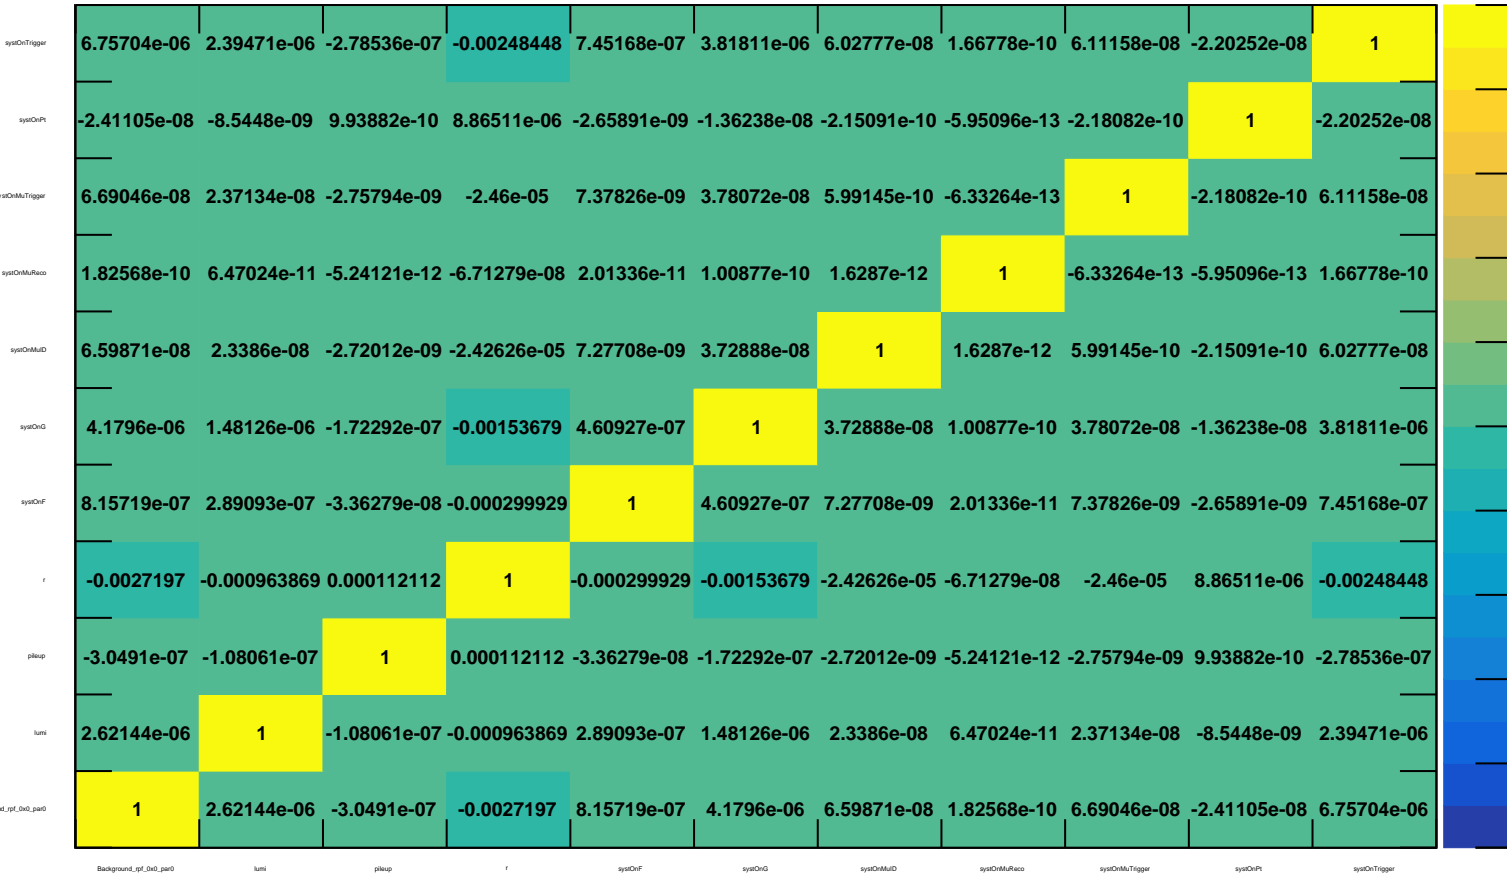 systOnTrigger 6.75704e-06 2.39471e-06 -2.78536e-07 -0.00248448 7.45168e-07 3.81811e-06 6.02777e-08 1.66778e-10 6.11158e-08 -2.20252e-08 1
systOnPt -2.41105e-08 -8.5448e-09 9.93882e-10 8.86511e-06 -2.65891e-09 -1.36238e-08 -2.15091e-10 -5.95096e-13 -2.18082e-10 1 -2.20252e-08
ystOnMuTrigger 6.69046e-08 2.37134e-08 -2.75794e-09 -2.46e-05 7.37826e-09 3.78072e-08 5.99145e-10 -6.33264e-13 1 -2.18082e-10 6.11158e-08
systOnMuReco 1.82568e-10 6.47024e-11 -5.24121e-12 -6.71279e-08 2.01336e-11 1.00877e-10 1.6287e-12 1 -6.33264e-13 -5.95096e-13 1.66778e-10
systOnMuID 6.59871e-08 2.3386e-08 -2.72012e-09 -2.42626e-05 7.27708e-09 3.72888e-08 1 1.6287e-12 5.99145e-10 -2.15091e-10 6.02777e-08
systOnG 4.1796e-06 1.48126e-06 -1.72292e-07 -0.00153679 4.60927e-07 1 3.72888e-08 1.00877e-10 3.78072e-08 -1.36238e-08 3.81811e-06
systOnF 8.15719e-07 2.89093e-07 -3.36279e-08 -0.000299929 1 4.60927e-07 7.27708e-09 2.01336e-11 7.37826e-09 -2.65891e-09 7.45168e-07
r -0.0027197 -0.000963869 0.000112112 1 -0.000299929 -0.00153679 -2.42626e-05 -6.71279e-08 -2.46e-05 8.86511e-06 -0.00248448
pileup -3.0491e-07 -1.08061e-07 1 0.000112112 -3.36279e-08 -1.72292e-07 -2.72012e-09 -5.24121e-12 -2.75794e-09 9.93882e-10 -2.78536e-07
lumi 2.62144e-06 1 -1.08061e-07 -0.000963869 2.89093e-07 1.48126e-06 2.3386e-08 6.47024e-11 2.37134e-08 -8.5448e-09 2.39471e-06
d_rpf_0x0_par0 1 2.62144e-06 -3.0491e-07 -0.0027197 8.15719e-07 4.1796e-06 6.59871e-08 1.82568e-10 6.69046e-08 -2.41105e-08 6.75704e-06
Background_rpf_0x0_par0 lumi pileup r systOnF systOnG systOnMuID systOnMuReco systOnMuTrigger systOnPt systOnTrigger